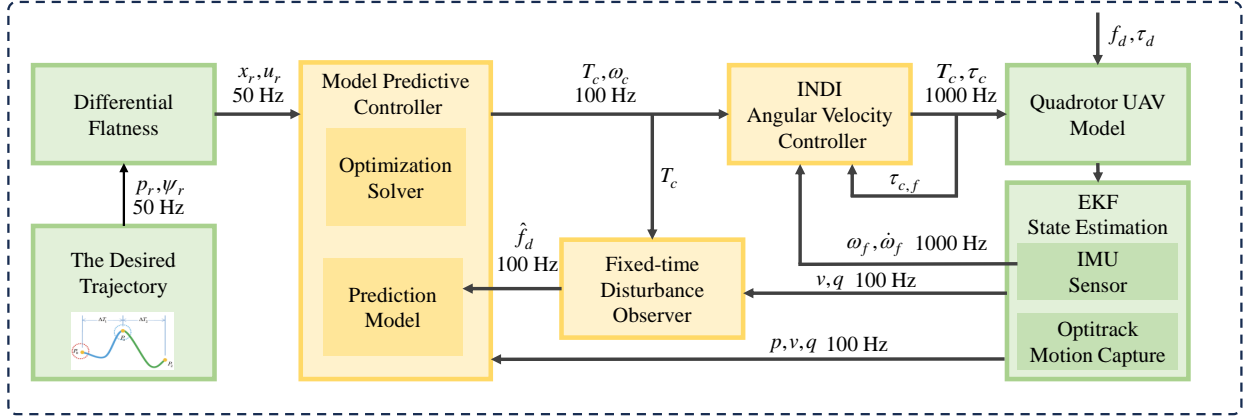 Differential
Flatness
p_r, ψ_r
50 Hz
The Desired
Trajectory
x_r, u_r
50 Hz
Model Predictive
Controller
Optimization
Solver
Prediction
Model
T_c, ω_c
100 Hz
T_c
f̂_d
100 Hz
Fixed-time
Disturbance
Observer
INDI
Angular Velocity
Controller
T_c, τ_c
1000 Hz
τ_{c,f}
f_d, τ_d
Quadrotor UAV
Model
EKF
State Estimation
IMU
Sensor
Optitrack
Motion Capture
ω_f, ω̇_f 1000 Hz
v, q 100 Hz
p, v, q 100 Hz